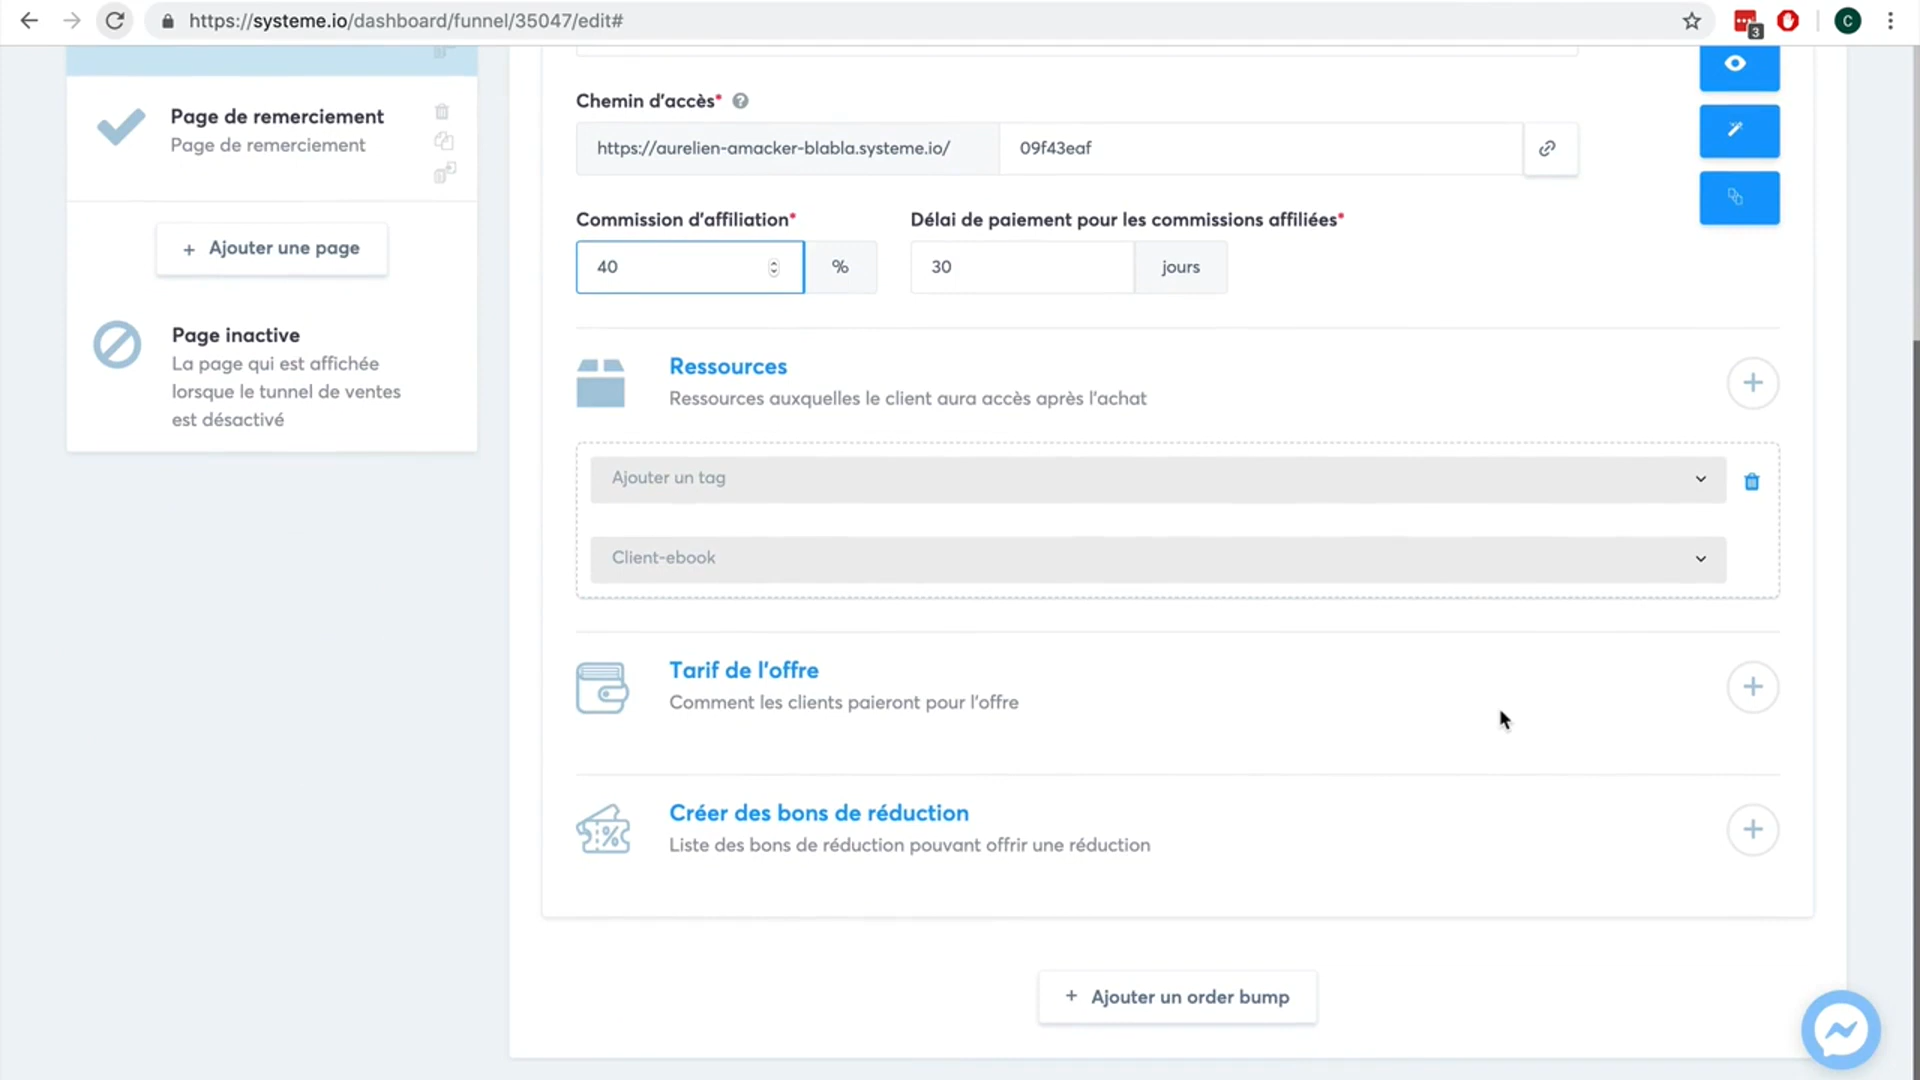 https://systeme.io/dashboard/funnel/35047/edit#
3
C
Page de remerciement
Page de remerciement
+ Ajouter une page
Page inactive
La page qui est affichée
lorsque le tunnel de ventes
est désactivé
Chemin d'accès* ?
https://aurelien-amacker-blabla.systeme.io/ 09f43eaf
Commission d'affiliation* Délai de paiement pour les commissions affiliées*
40 % 30 jours
Ressources
Ressources auxquelles le client aura accès après l'achat
Ajouter un tag
Client-ebook
Tarif de l'offre
Comment les clients paieront pour l'offre
Créer des bons de réduction
Liste des bons de réduction pouvant offrir une réduction
+ Ajouter un order bump